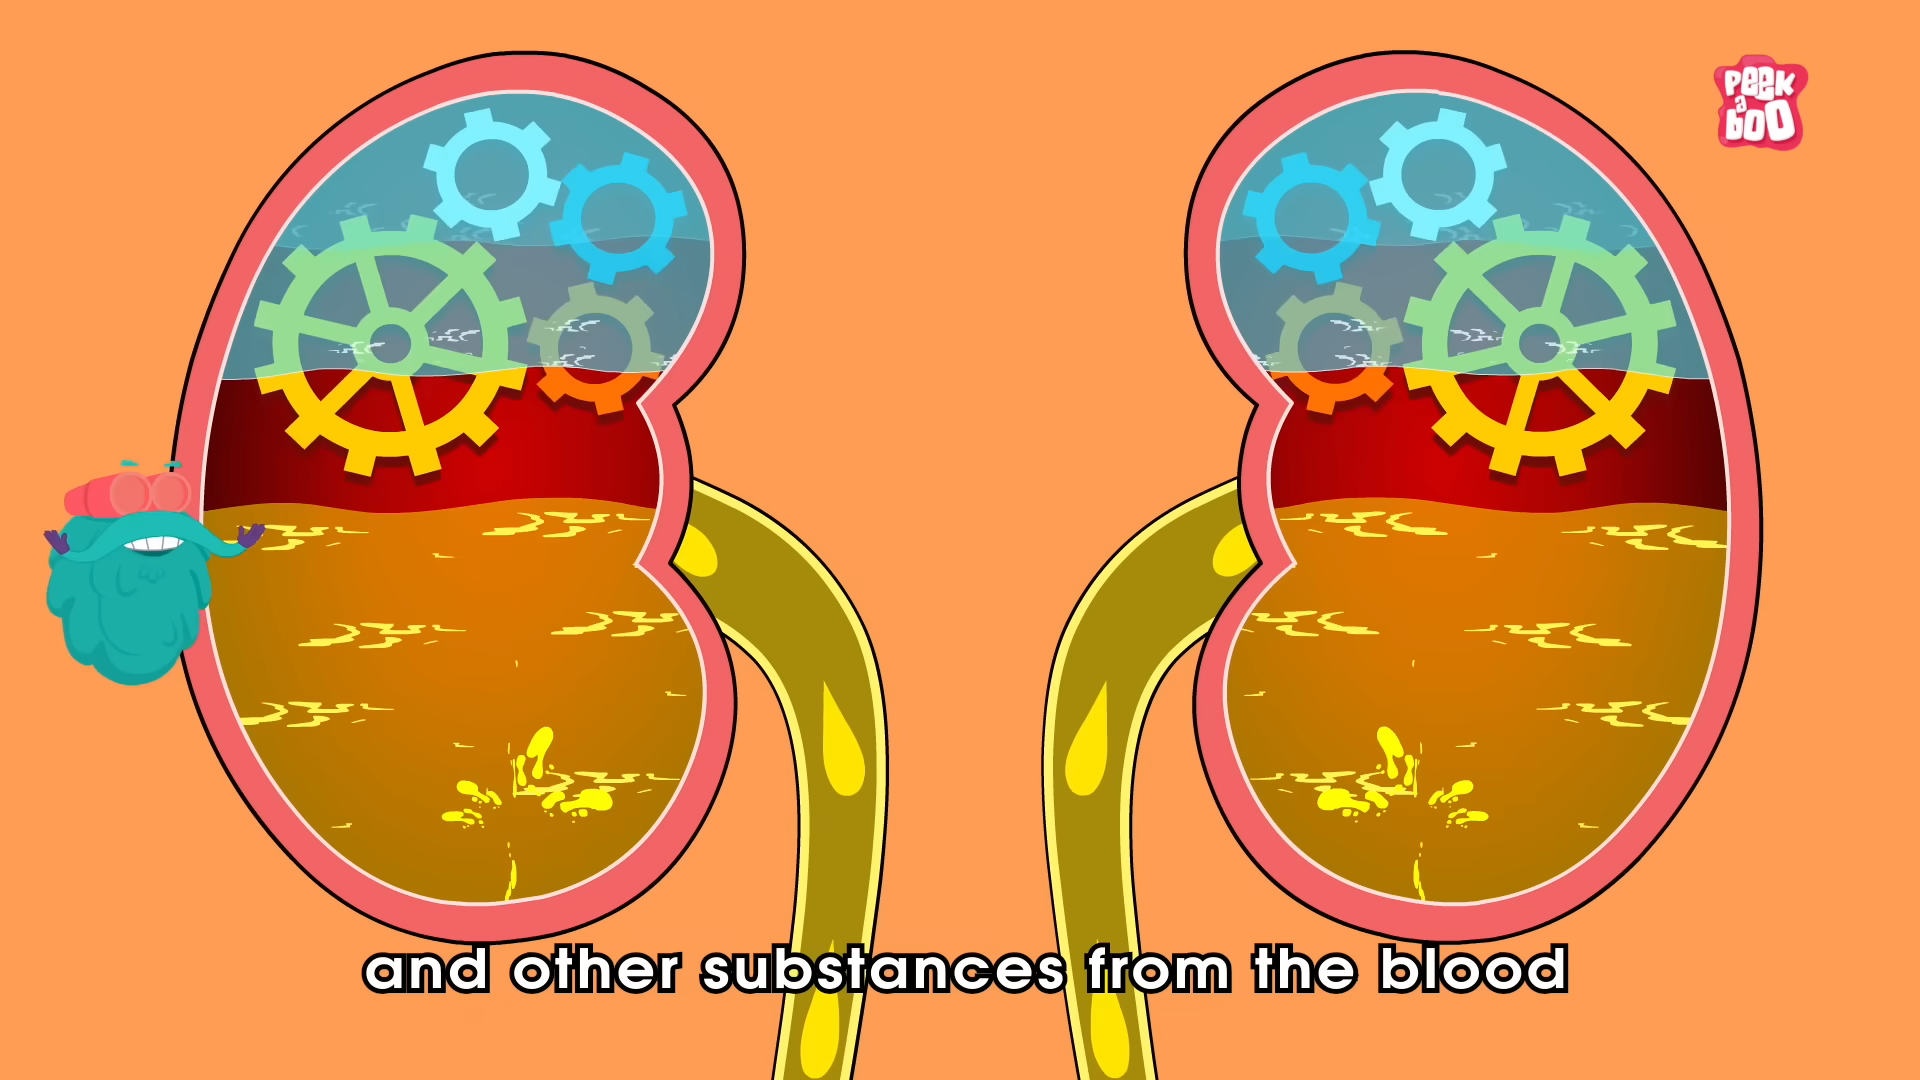 Peek
a
boo
and other substances from the blood